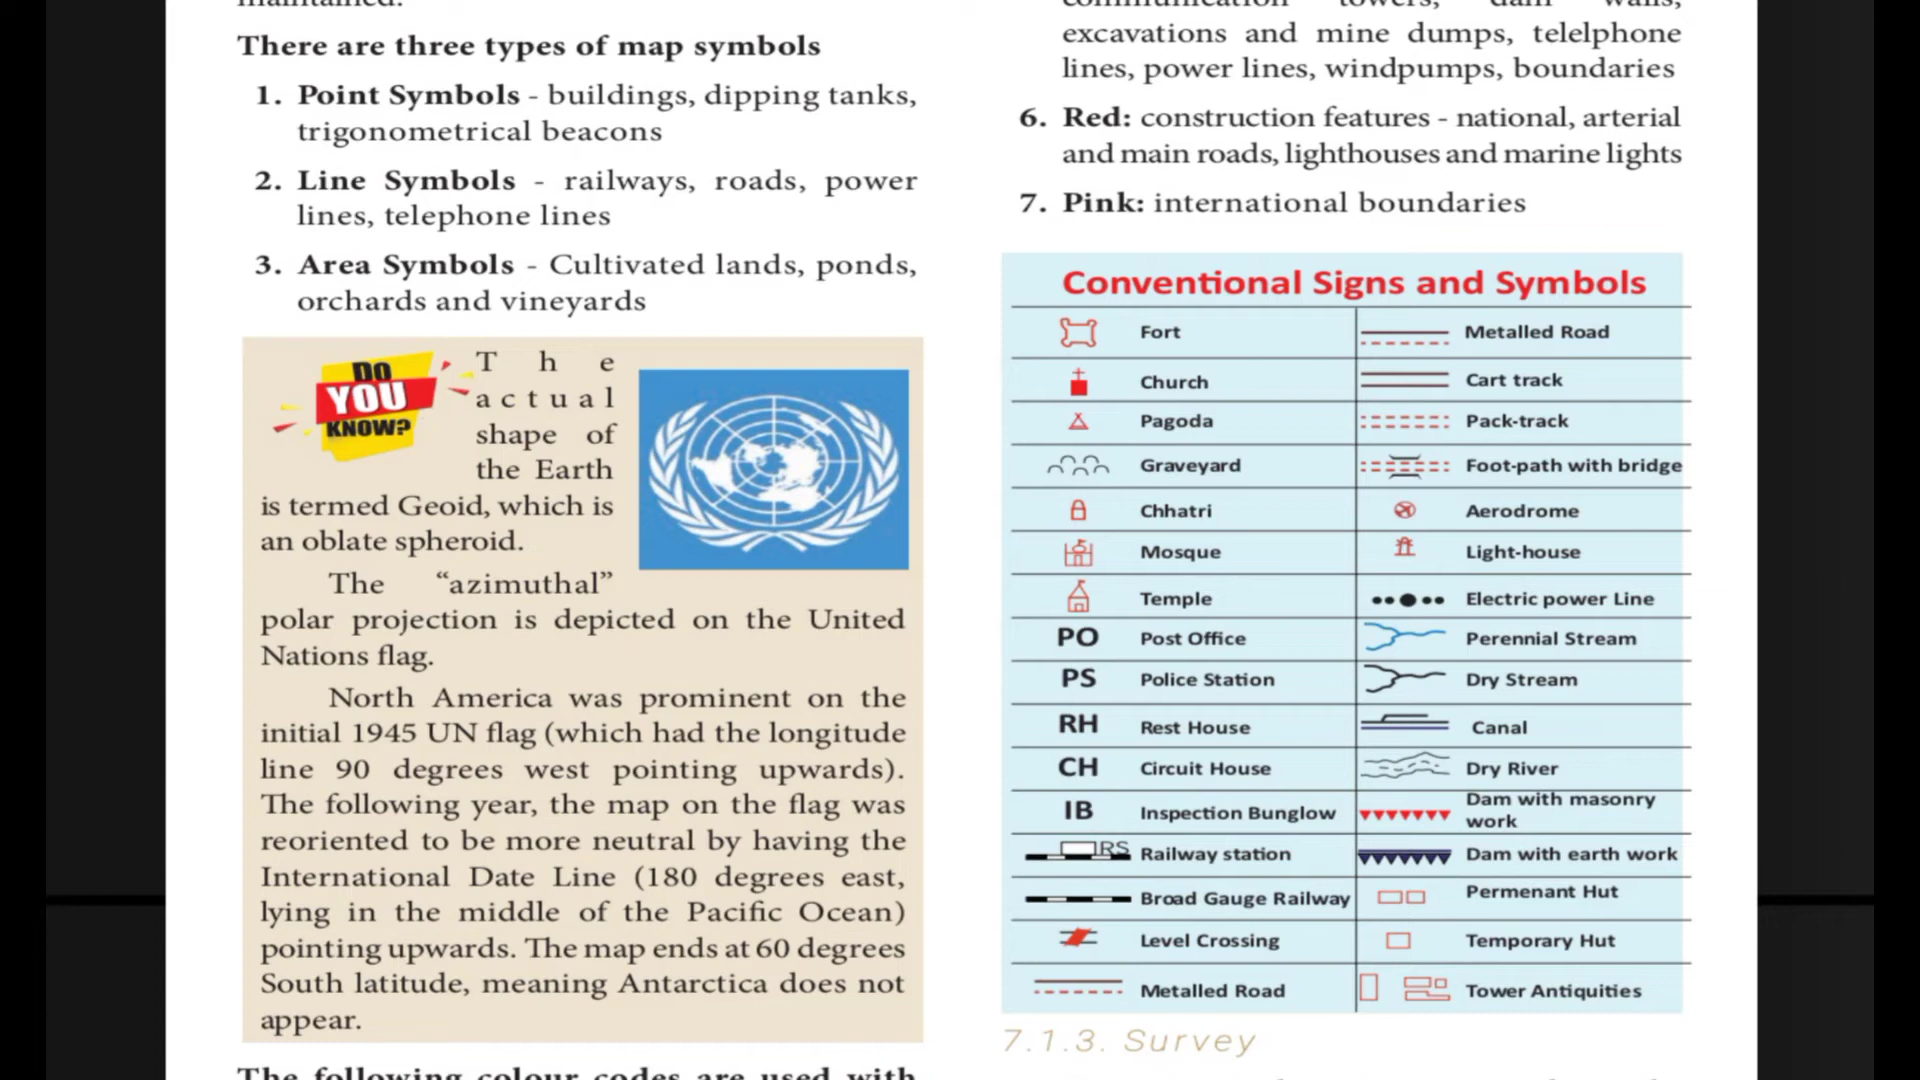 maintained.
There are three types of map symbols
1. Point Symbols - buildings, dipping tanks,
trigonometrical beacons
2. Line Symbols - railways, roads, power
lines, telephone lines
3. Area Symbols - Cultivated lands, ponds,
orchards and vineyards
DO
YOU
KNOW?
The
actual
shape of
the Earth
is termed Geoid, which is
an oblate spheroid.
The “azimuthal”
polar projection is depicted on the United
Nations flag.
North America was prominent on the
initial 1945 UN flag (which had the longitude
line 90 degrees west pointing upwards).
The following year, the map on the flag was
reoriented to be more neutral by having the
International Date Line (180 degrees east,
lying in the middle of the Pacific Ocean)
pointing upwards. The map ends at 60 degrees
South latitude, meaning Antarctica does not
appear.
The following colour codes are used with
communication towers, dam walls,
excavations and mine dumps, telelphone
lines, power lines, windpumps, boundaries
6. Red: construction features - national, arterial
and main roads, lighthouses and marine lights
7. Pink: international boundaries
Conventional Signs and Symbols
Fort Metalled Road
Church Cart track
Pagoda Pack-track
Graveyard Foot-path with bridge
Chhatri Aerodrome
Mosque Light-house
Temple Electric power Line
PO Post Office Perennial Stream
PS Police Station Dry Stream
RH Rest House Canal
CH Circuit House Dry River
IB Inspection Bunglow Dam with masonry
work
RS Railway station Dam with earth work
Broad Gauge Railway Permenant Hut
Level Crossing Temporary Hut
Metalled Road Tower Antiquities
7.1.3. Survey